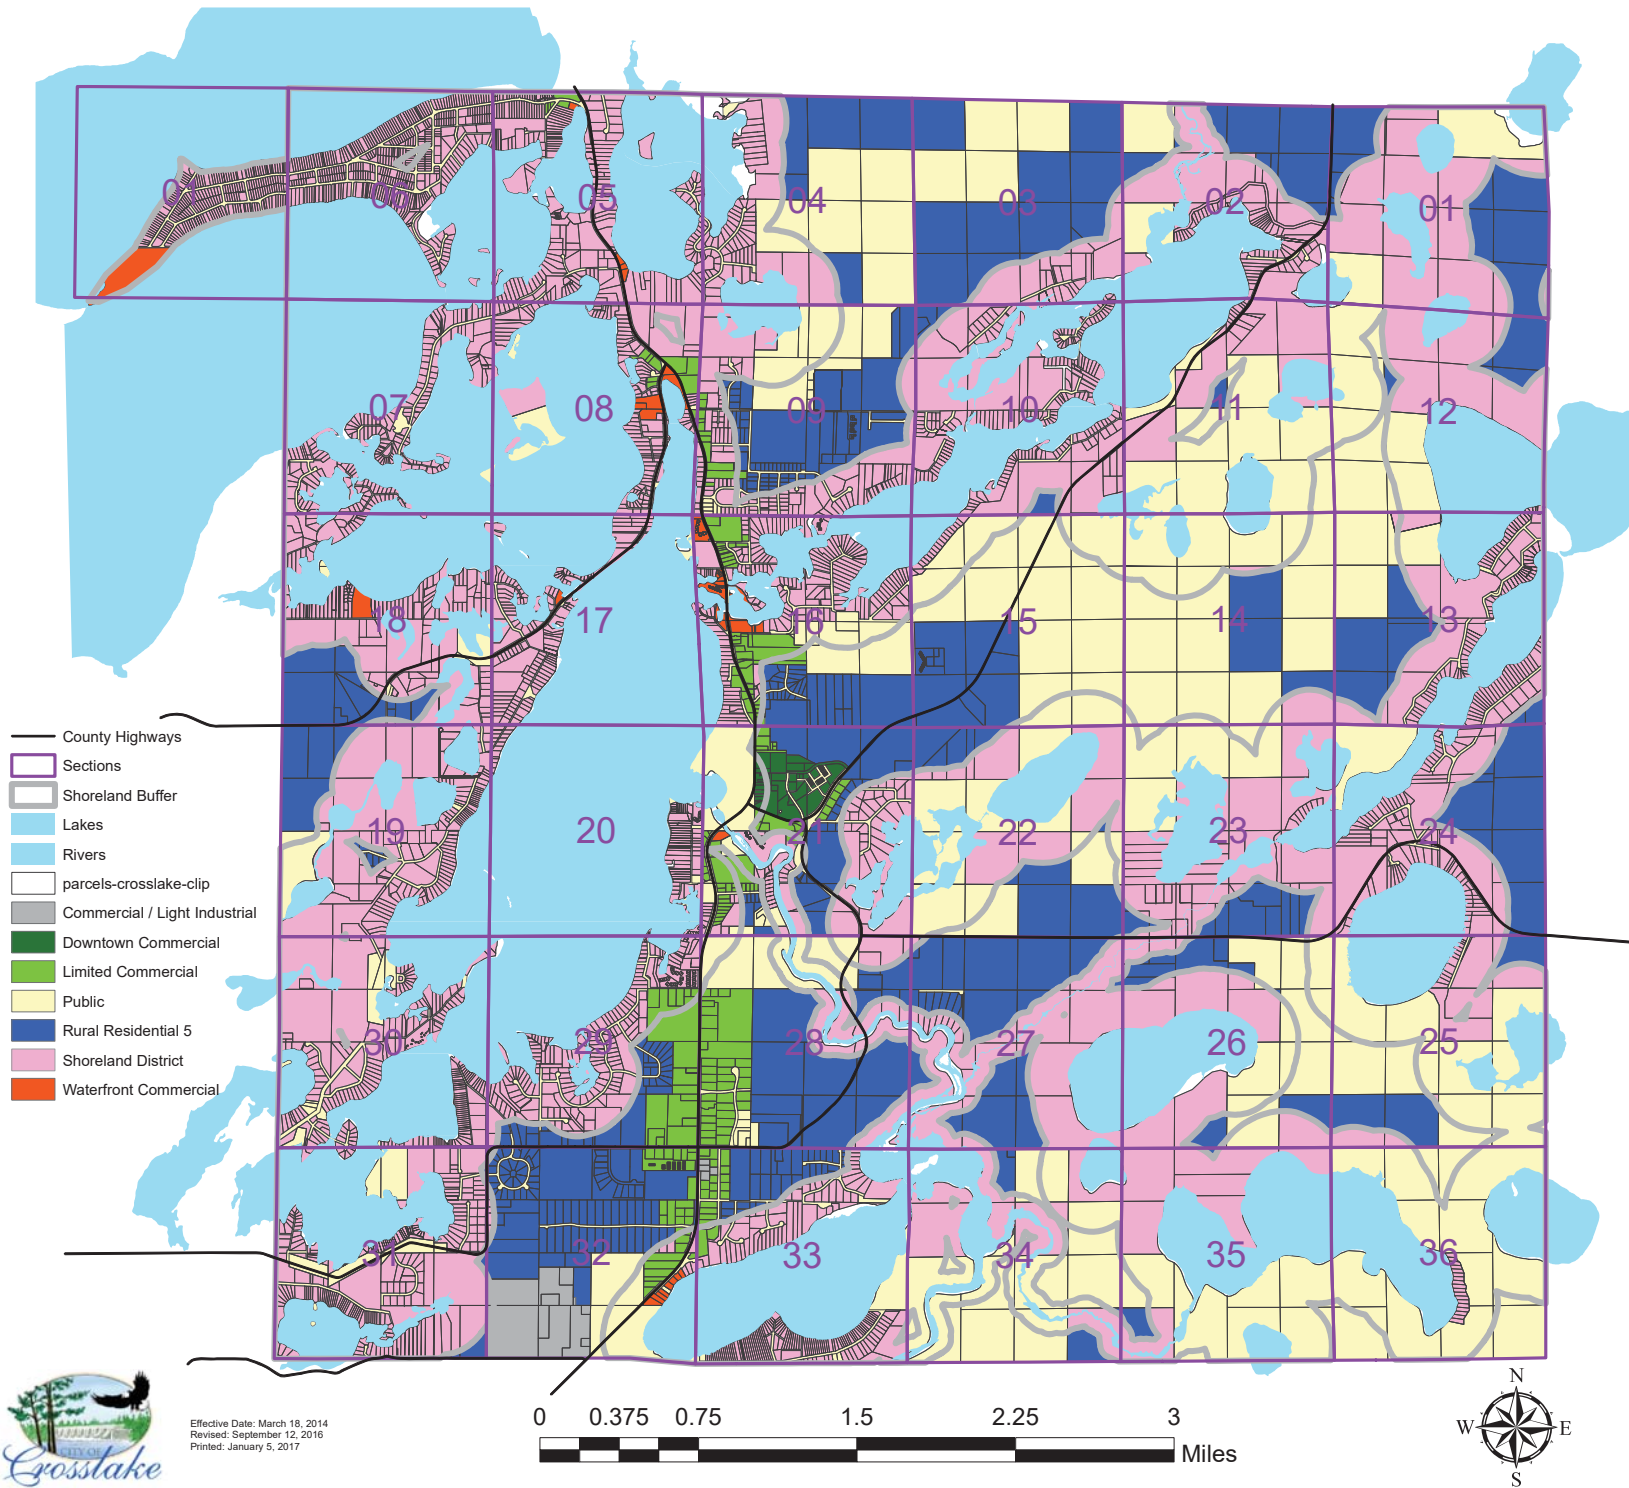 01
06
05
04
03
02
01
07
08
09
10
11
12
18
17
16
15
14
13
19
20
21
22
23
24
30
29
28
27
26
25
31
32
33
34
35
36
County Highways
Sections
Shoreland Buffer
Lakes
Rivers
parcels-crosslake-clip
Commercial / Light Industrial
Downtown Commercial
Limited Commercial
Public
Rural Residential 5
Shoreland District
Waterfront Commercial
CITY OF
Crosslake
Effective Date: March 18, 2014
Revised: September 12, 2016
Printed: January 5, 2017
0 0.375 0.75 1.5 2.25 3
Miles
N
W E
S